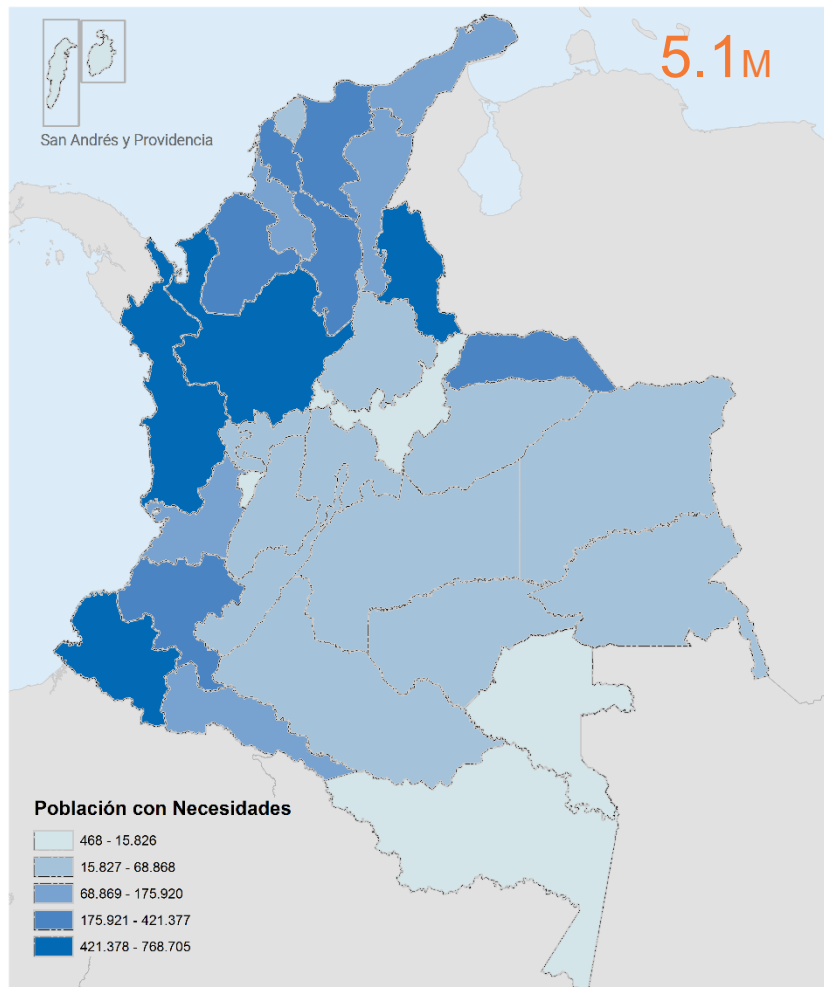 5.1M
San Andrés y Providencia
Población con Necesidades
468 - 15.826
15.827 - 68.868
68.869 - 175.920
175.921 - 421.377
421.378 - 768.705